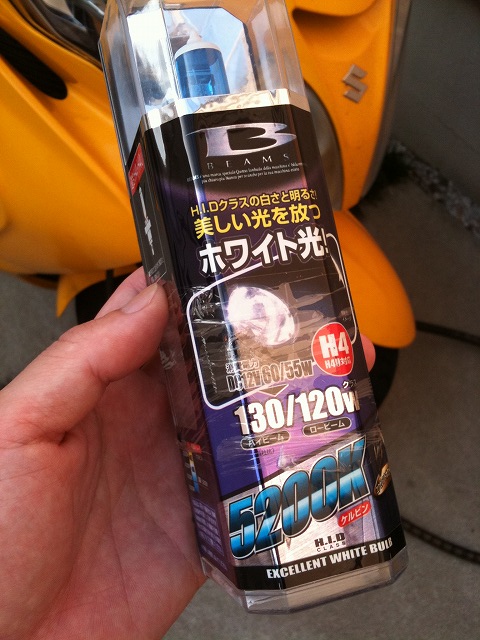 B
BEAMS
H.I.Dクラスの白さと明るさ!
美しい光を放つ
ホワイト光!
H4
DC12V60/55W
130/120W
ハイビーム ロービーム
5200K
ケルビン
H.I.D
CLASS
EXCELLENT WHITE BULB